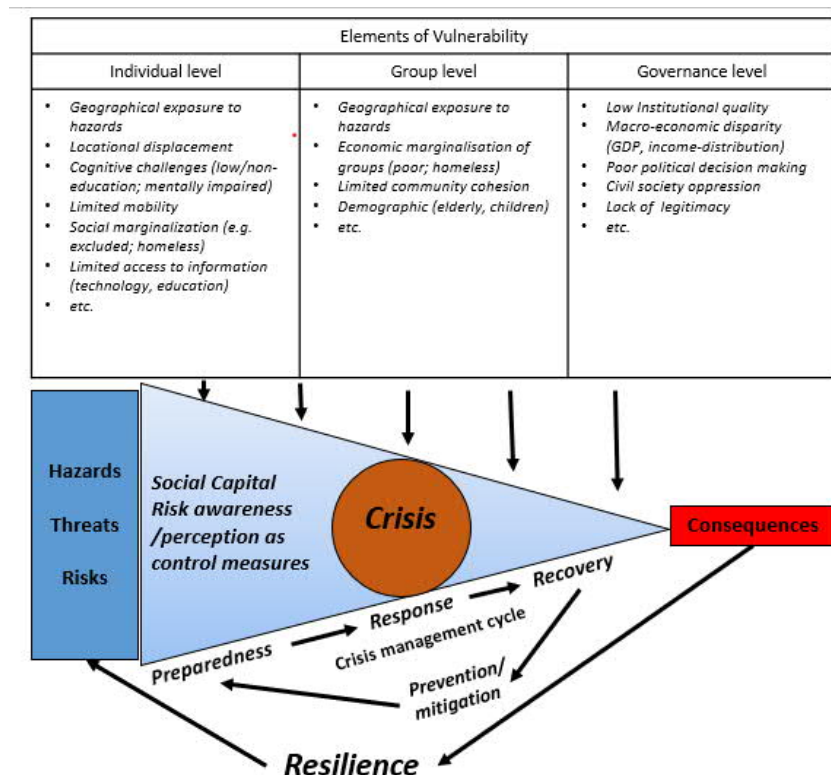 Elements of Vulnerability
Individual level
Group level
Governance level
• Geographical exposure to
hazards
• Locational displacement
• Cognitive challenges (low/non-
education; mentally impaired)
• Limited mobility
• Social marginalization (e.g.
excluded; homeless)
• Limited access to information
(technology, education)
• etc.
• Geographical exposure to
hazards
• Economic marginalisation of
groups (poor; homeless)
• Limited community cohesion
• Demographic (elderly, children)
• etc.
• Low Institutional quality
• Macro-economic disparity
(GDP, income-distribution)
• Poor political decision making
• Civil society oppression
• Lack of legitimacy
• etc.
Hazards
Threats
Risks
Social Capital
Risk awareness
/perception as
control measures
Crisis
Consequences
Preparedness
Response
Recovery
Crisis management cycle
Prevention/
mitigation
Resilience